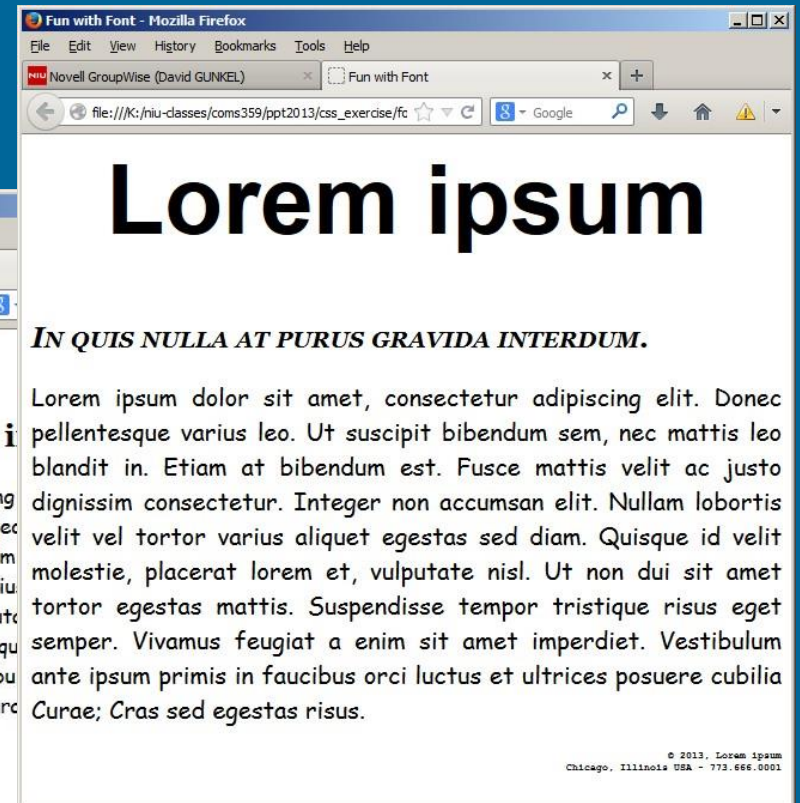 Fun with Font - Mozilla Firefox
File Edit View History Bookmarks Tools Help
NIU Novell GroupWise (David GUNKEL) Fun with Font
file:///K:/niu-classes/coms359/ppt2013/css_exercise/fo Google
Lorem ipsum
In quis nulla at purus gravida interdum.
Lorem ipsum dolor sit amet, consectetur adipiscing elit. Donec
pellentesque varius leo. Ut suscipit bibendum sem, nec mattis leo
blandit in. Etiam at bibendum est. Fusce mattis velit ac justo
dignissim consectetur. Integer non accumsan elit. Nullam lobortis
velit vel tortor varius aliquet egestas sed diam. Quisque id velit
molestie, placerat lorem et, vulputate nisl. Ut non dui sit amet
tortor egestas mattis. Suspendisse tempor tristique risus eget
semper. Vivamus feugiat a enim sit amet imperdiet. Vestibulum
ante ipsum primis in faucibus orci luctus et ultrices posuere cubilia
Curae; Cras sed egestas risus.
© 2013, Lorem ipsum
Chicago, Illinois USA - 773.666.0001